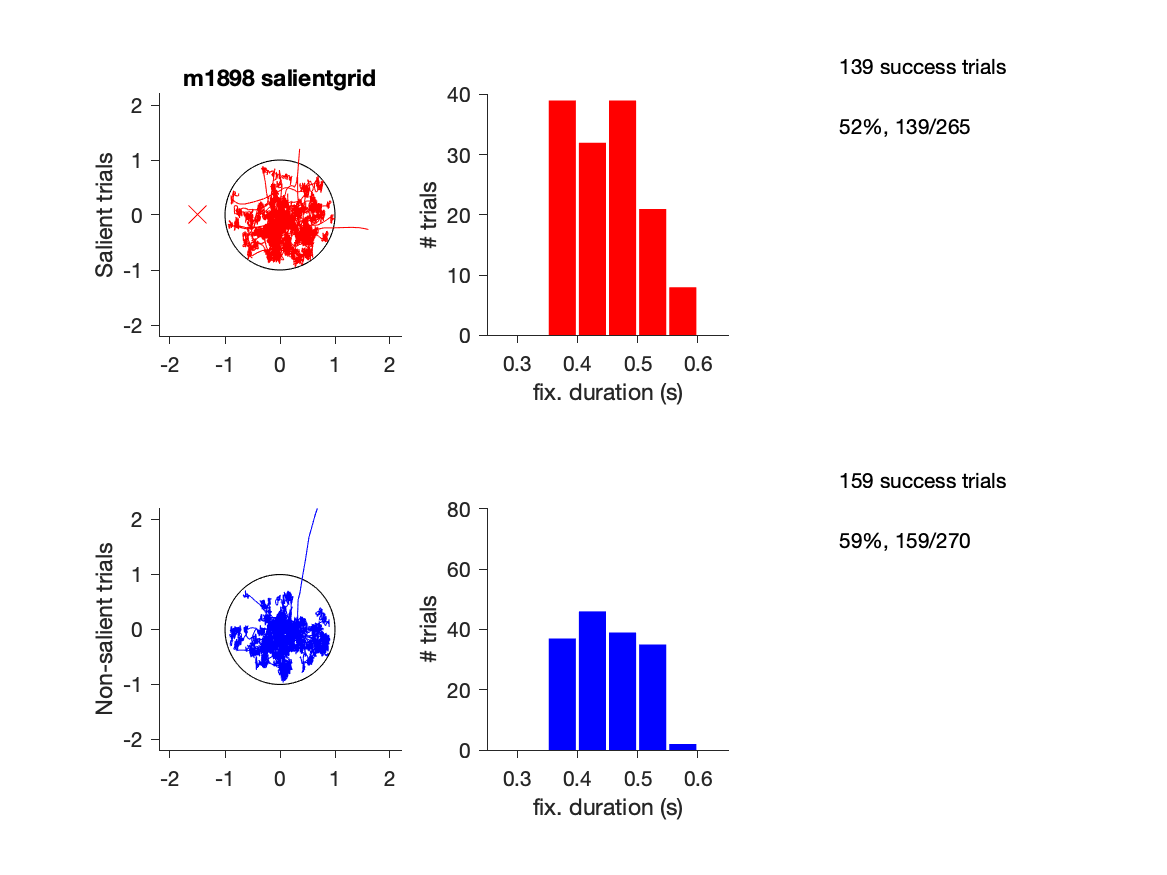 m1898 salientgrid
Salient trials
2
1
0
-1
-2
-2 -1 0 1 2
# trials
40
30
20
10
0
0.3 0.4 0.5 0.6
fix. duration (s)
139 success trials
52%, 139/265
Non-salient trials
2
1
0
-1
-2
-2 -1 0 1 2
# trials
80
60
40
20
0
0.3 0.4 0.5 0.6
fix. duration (s)
159 success trials
59%, 159/270